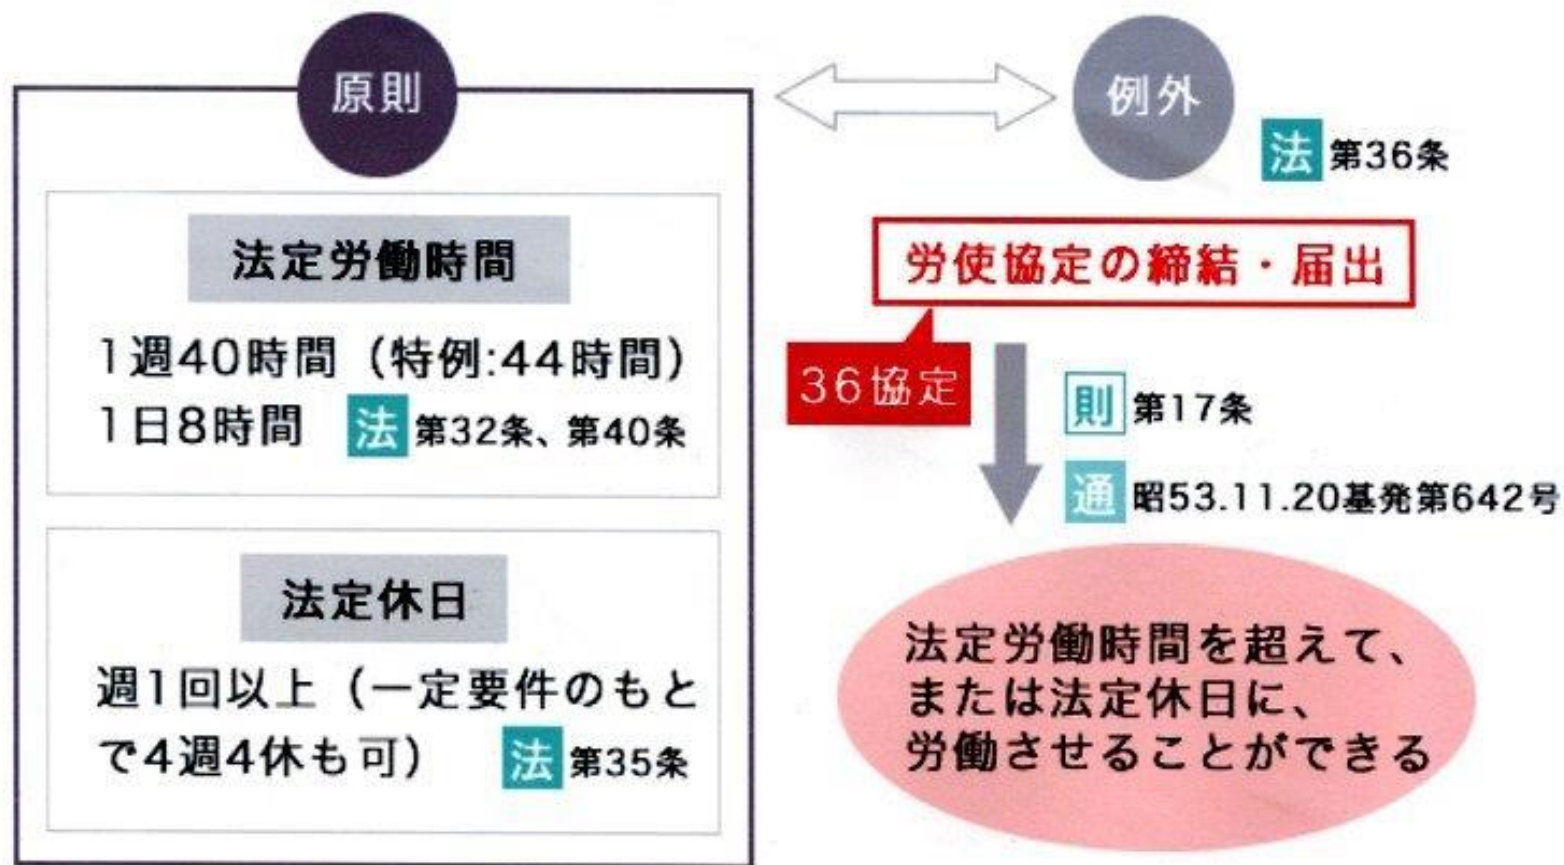 原則
法定労働時間
1週40時間（特例:44時間）
1日8時間 法 第32条、第40条
法定休日
週1回以上（一定要件のもと
で4週4休も可） 法 第35条
例外
法 第36条
労使協定の締結・届出
36協定
則 第17条
通 昭53.11.20基発第642号
法定労働時間を超えて、
または法定休日に、
労働させることができる